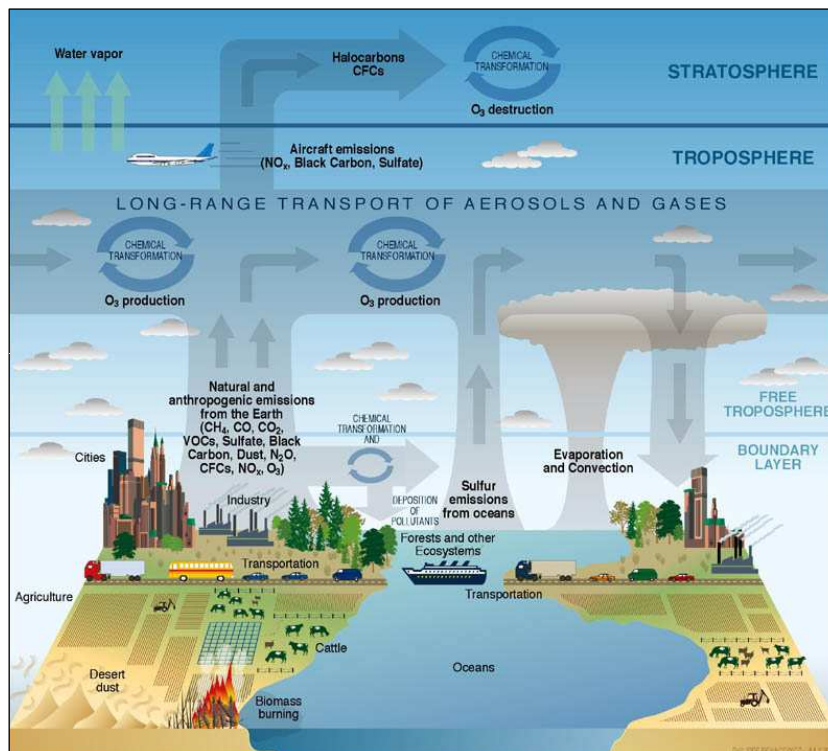 Water vapor
Halocarbons
CFCs
CHEMICAL
TRANSFORMATION
O₃ destruction
STRATOSPHERE
Aircraft emissions
(NOₓ, Black Carbon, Sulfate)
TROPOSPHERE
LONG-RANGE TRANSPORT OF AEROSOLS AND GASES
CHEMICAL
TRANSFORMATION
O₃ production
CHEMICAL
TRANSFORMATION
O₃ production
Natural and
anthropogenic emissions
from the Earth
(CH₄, CO, CO₂,
VOCs, Sulfate, Black
Carbon, Dust, N₂O,
CFCs, NOₓ, O₃)
CHEMICAL
TRANSFORMATION
AND
DEPOSITION
OF
POLLUTANTS
FREE
TROPOSPHERE
BOUNDARY
LAYER
Cities
Industry
Sulfur
emissions
from oceans
Evaporation
and Convection
Forests and other
Ecosystems
Transportation
Transportation
Agriculture
Cattle
Oceans
Desert
dust
Biomass
burning